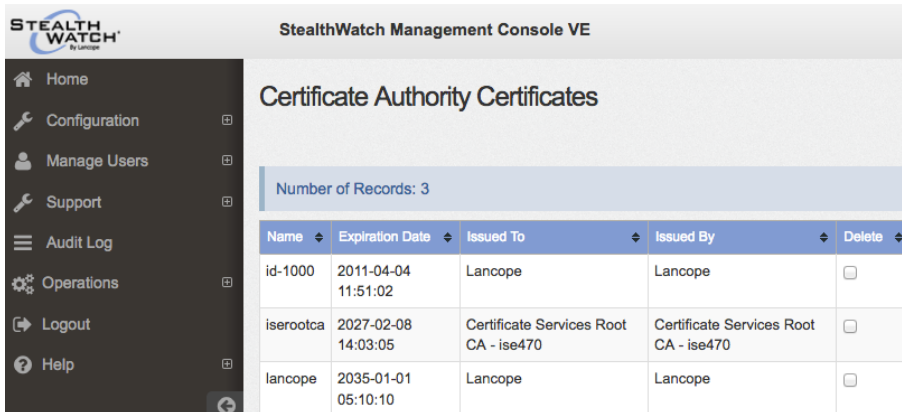 STEALTH
WATCH
By Lancope
StealthWatch Management Console VE
Home
Configuration
Manage Users
Support
Audit Log
Operations
Logout
Help
Certificate Authority Certificates
Number of Records: 3
Name Expiration Date Issued To Issued By Delete
id-1000 2011-04-04 Lancope Lancope
11:51:02
iserootca 2027-02-08 Certificate Services Root Certificate Services Root
14:03:05 CA - ise470 CA - ise470
lancope 2035-01-01 Lancope Lancope
05:10:10